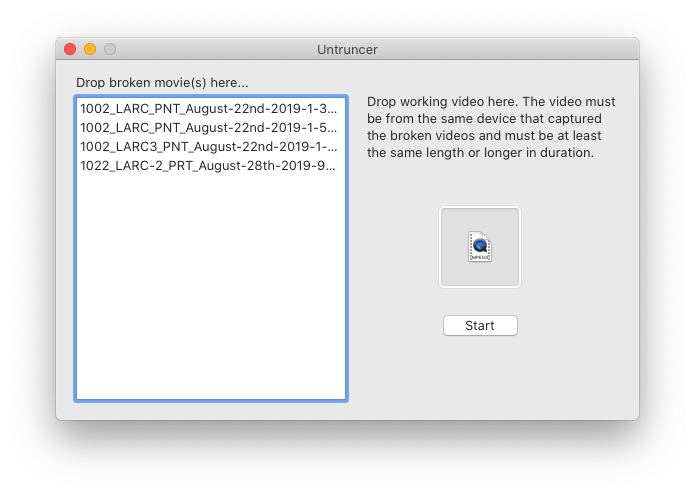 Untruncer
Drop broken movie(s) here...
1002_LARC_PNT_August-22nd-2019-1-3...
1002_LARC_PNT_August-22nd-2019-1-5...
1002_LARC3_PNT_August-22nd-2019-1-...
1022_LARC-2_PRT_August-28th-2019-9...
Drop working video here. The video must
be from the same device that captured
the broken videos and must be at least
the same length or longer in duration.
MPEG4
Start